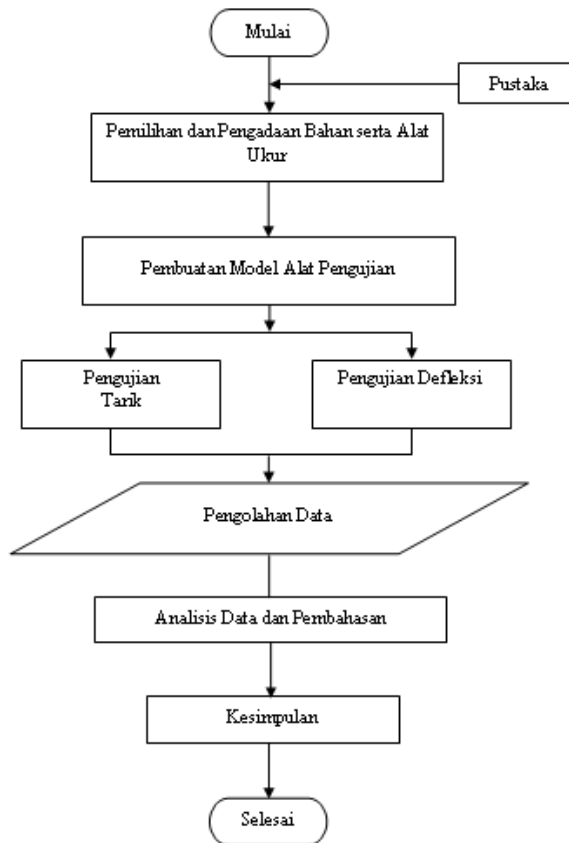 Mulai
Pustaka
Pemilihan dan Pengadaan Bahan serta Alat
Ukur
Pembuatan Model Alat Pengujian
Pengujian
Tarik
Pengujian Defleksi
Pengolahan Data
Analisis Data dan Pembahasan
Kesimpulan
Selesai